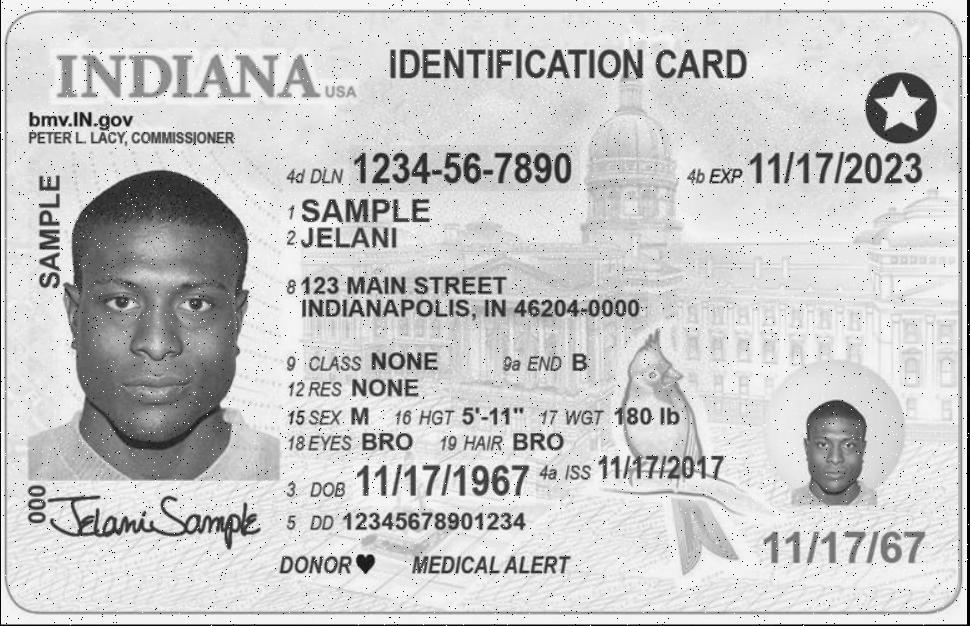 INDIANA USA
IDENTIFICATION CARD
bmv.IN.gov
PETER L. LACY, COMMISSIONER
4d DLN 1234-56-7890
4b EXP 11/17/2023
SAMPLE
1 SAMPLE
2 JELANI
8 123 MAIN STREET
INDIANAPOLIS, IN 46204-0000
9 CLASS NONE 9a END B
12 RES NONE
15 SEX M 16 HGT 5'-11" 17 WGT 180 lb
18 EYES BRO 19 HAIR BRO
3. DOB 11/17/1967 4a ISS 11/17/2017
000
Jelani Sample
5 DD 12345678901234
11/17/67
DONOR MEDICAL ALERT